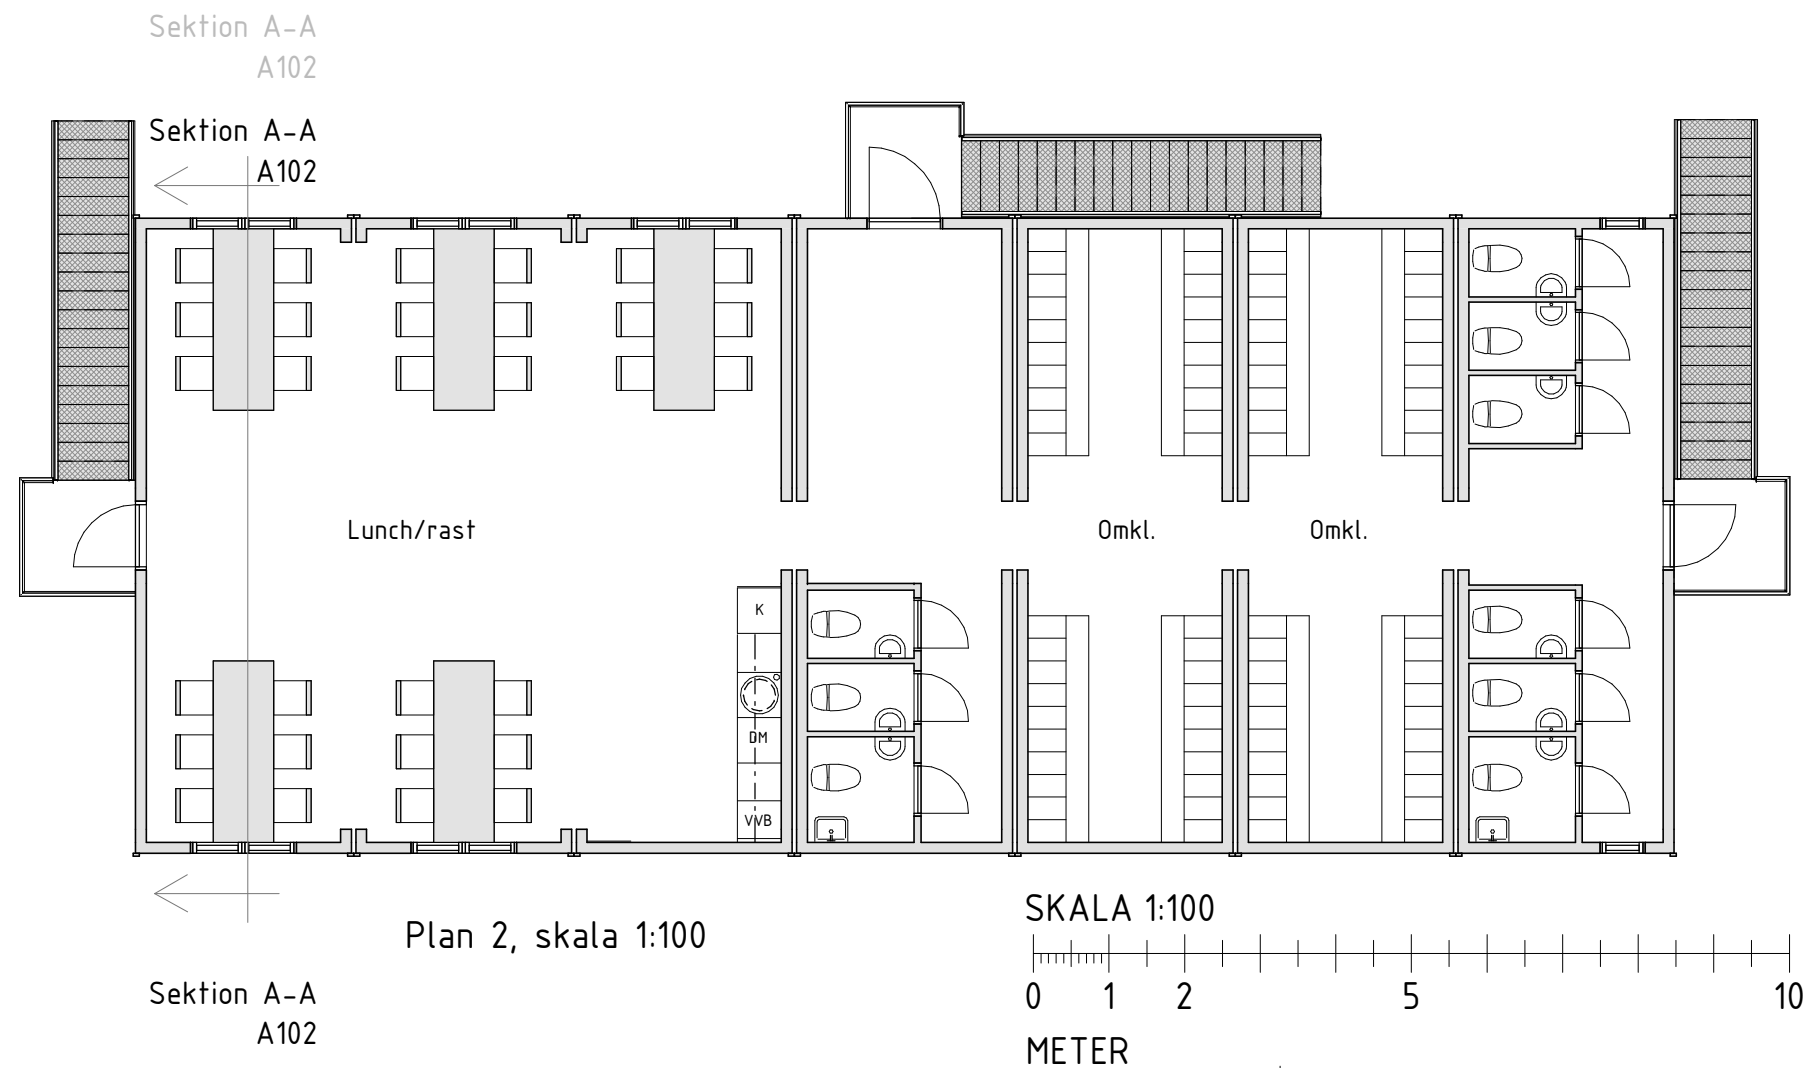 Sektion A-A
A102
Sektion A-A
A102
Lunch/rast
Omkl.
Omkl.
K
DM
VVB
Plan 2, skala 1:100
SKALA 1:100
0 1 2 5 10
METER
Sektion A-A
A102